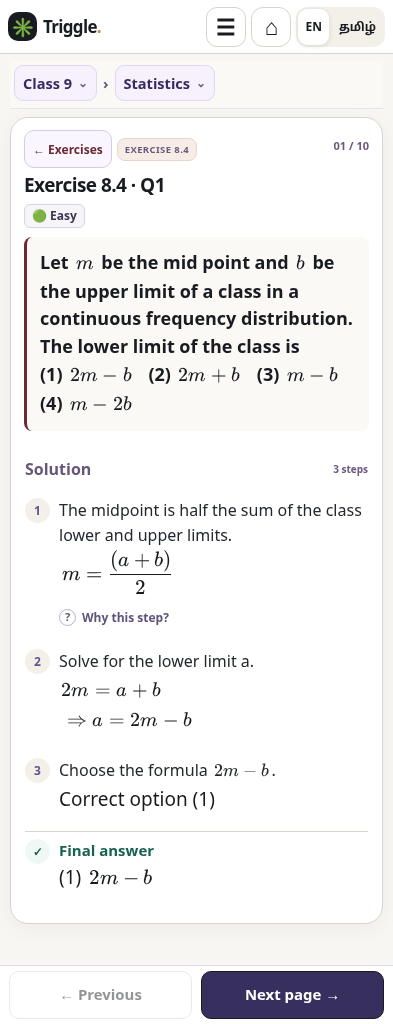 Triggle.
EN
தமிழ்
Class 9
›
Statistics
← Exercises
EXERCISE 8.4
01 / 10
Exercise 8.4 · Q1
Easy
Let m be the mid point and b be
the upper limit of a class in a
continuous frequency distribution.
The lower limit of the class is
(1) 2m − b (2) 2m + b (3) m − b
(4) m − 2b
Solution
3 steps
1 The midpoint is half the sum of the class
lower and upper limits.
m = (a + b) / 2
? Why this step?
2 Solve for the lower limit a.
2m = a + b
⇒ a = 2m − b
3 Choose the formula 2m − b.
Correct option (1)
✓ Final answer
(1) 2m − b
← Previous
Next page →